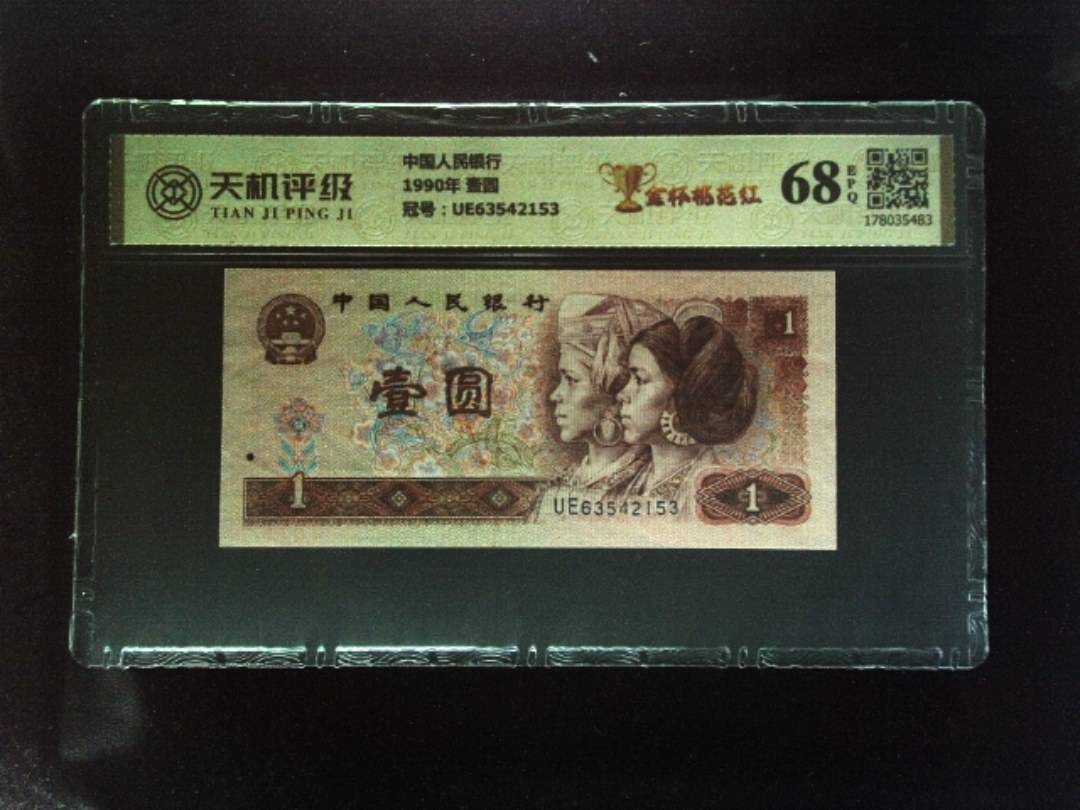 天机评级
TIAN JI PING JI
中国人民银行
1990年 壹圆
冠号：UE63542153
金杯桃花红
68
EPQ
178035483
中国人民银行
1
壹圆
1
UE63542153
1